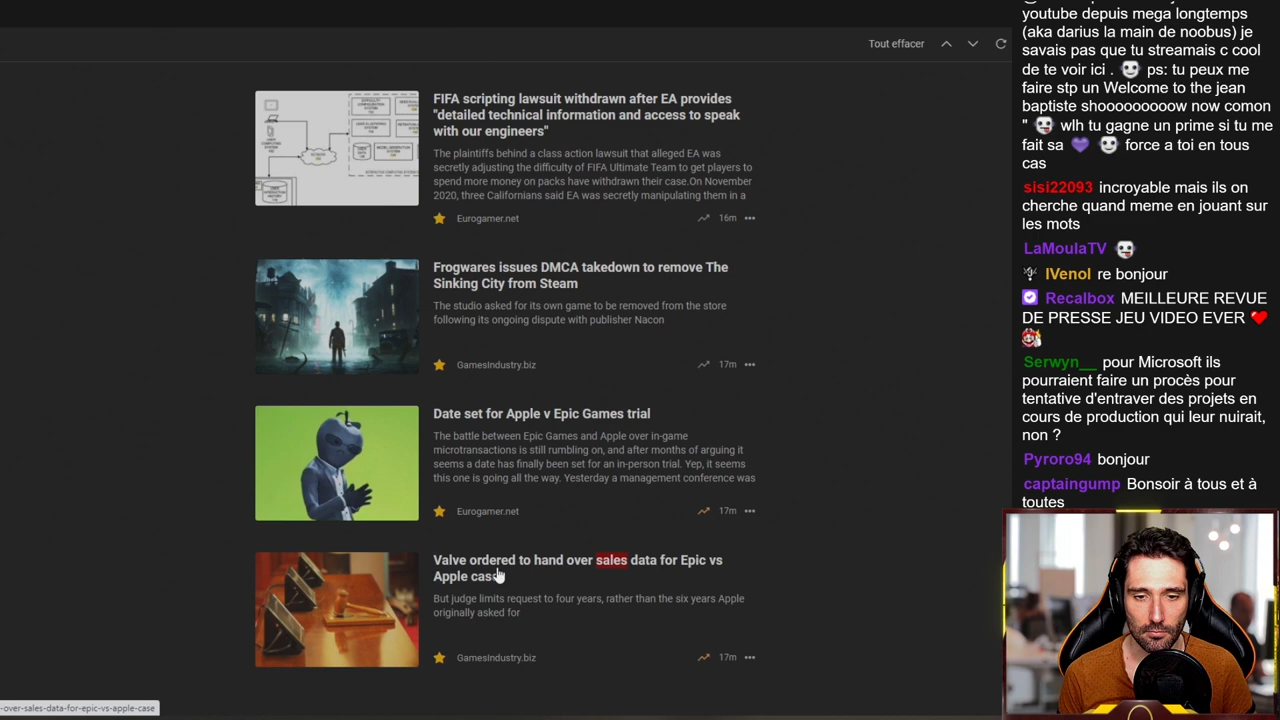 Tout effacer
FIFA scripting lawsuit withdrawn after EA provides
"detailed technical information and access to speak
with our engineers"
The plaintiffs behind a class action lawsuit that alleged EA was
secretly adjusting the difficulty of FIFA Ultimate Team to get players to
spend more money on packs have withdrawn their case.On November
2020, three Californians said EA was secretly manipulating them in a
Eurogamer.net
16m
Frogwares issues DMCA takedown to remove The
Sinking City from Steam
The studio asked for its own game to be removed from the store
following its ongoing dispute with publisher Nacon
GamesIndustry.biz
17m
Date set for Apple v Epic Games trial
The battle between Epic Games and Apple over in-game
microtransactions is still rumbling on, and after months of arguing it
seems a date has finally been set for an in-person trial. Yep, it seems
this one is going all the way. Yesterday a management conference was
Eurogamer.net
17m
Valve ordered to hand over sales data for Epic vs
Apple case
But judge limits request to four years, rather than the six years Apple
originally asked for
GamesIndustry.biz
17m
-over-sales-data-for-epic-vs-apple-case
youtube depuis mega longtemps
(aka darius la main de noobus) je
savais pas que tu streamais c cool
de te voir ici . ps: tu peux me
faire stp un Welcome to the jean
baptiste shooooooow now comon
" wlh tu gagne un prime si tu me
fait sa force a toi en tous
cas
sisi22093 incroyable mais ils on
cherche quand meme en jouant sur
les mots
LaMoulaTV
IVenol re bonjour
Recalbox MEILLEURE REVUE
DE PRESSE JEU VIDEO EVER
Serwyn__ pour Microsoft ils
pourraient faire un procès pour
tentative d'entraver des projets en
cours de production qui leur nuirait,
non ?
Pyroro94 bonjour
captaingump Bonsoir à tous et à
toutes